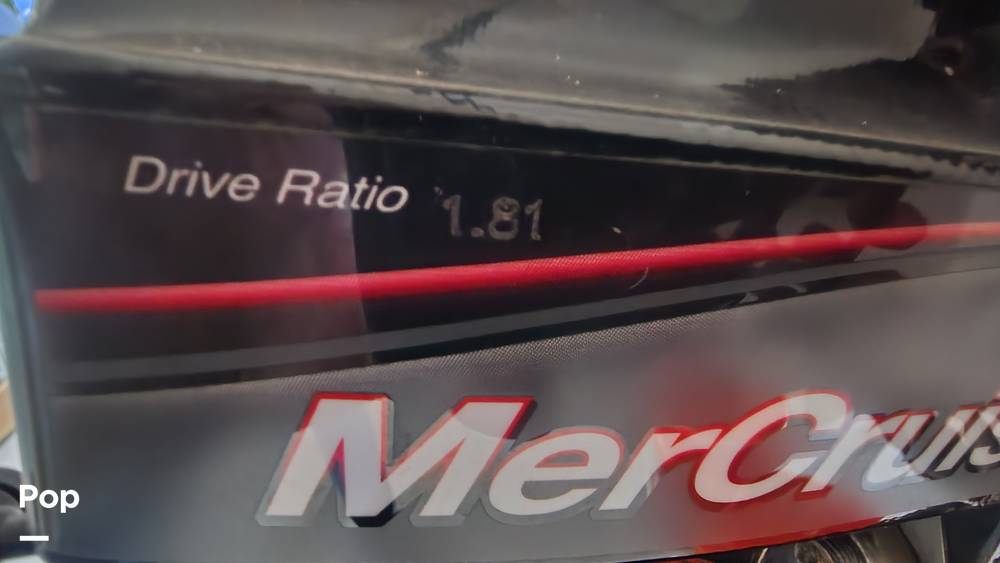 Drive Ratio 1.81
MerCruis
Pop